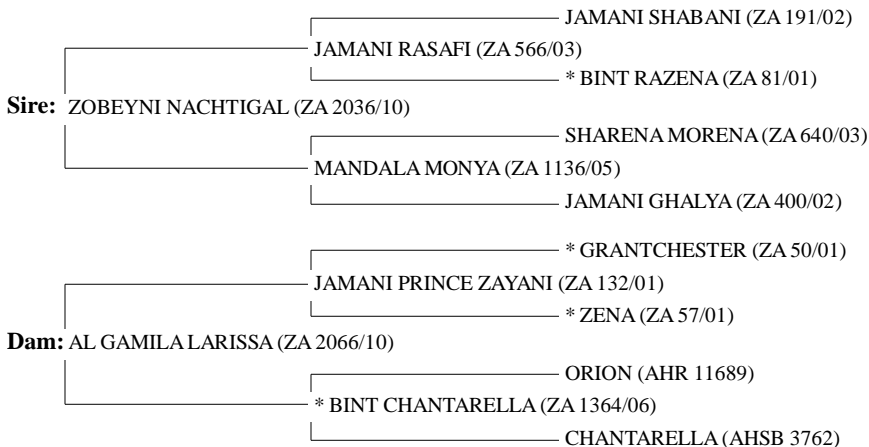 JAMANI SHABANI (ZA 191/02)
JAMANI RASAFI (ZA 566/03)
* BINT RAZENA (ZA 81/01)
Sire: ZOBEYNI NACHTIGAL (ZA 2036/10)
SHARENA MORENA (ZA 640/03)
MANDALA MONYA (ZA 1136/05)
JAMANI GHALYA (ZA 400/02)
* GRANTCHESTER (ZA 50/01)
JAMANI PRINCE ZAYANI (ZA 132/01)
* ZENA (ZA 57/01)
Dam: AL GAMILA LARISSA (ZA 2066/10)
ORION (AHR 11689)
* BINT CHANTARELLA (ZA 1364/06)
CHANTARELLA (AHSB 3762)